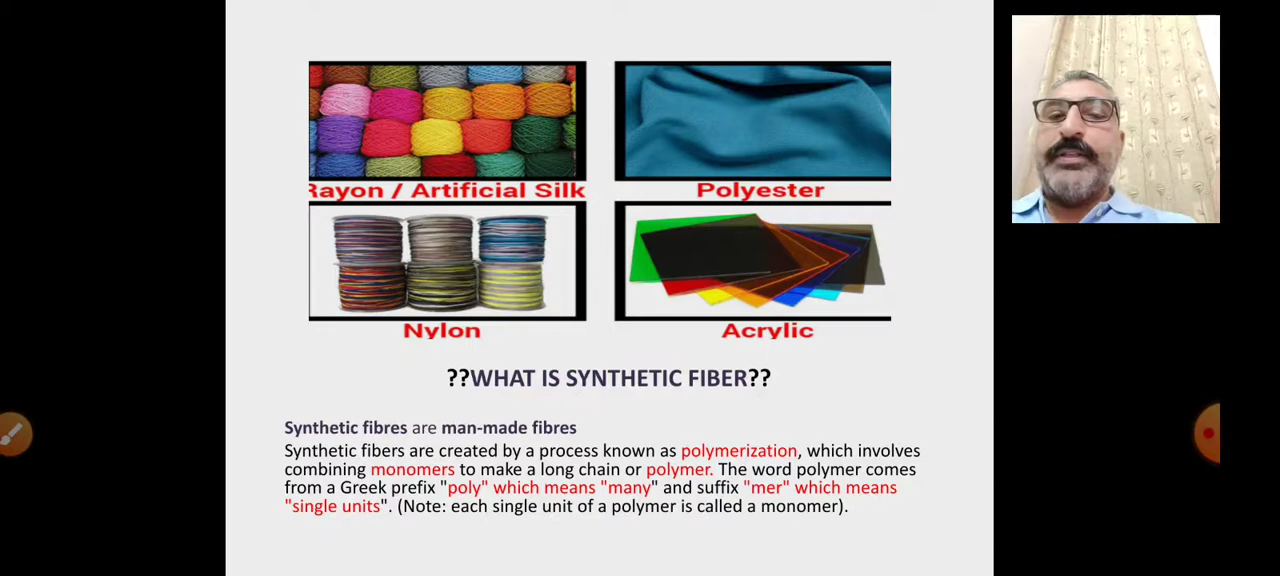 Rayon / Artificial Silk
Polyester
Nylon
Acrylic
??WHAT IS SYNTHETIC FIBER??
Synthetic fibres are man-made fibres
Synthetic fibers are created by a process known as polymerization, which involves
combining monomers to make a long chain or polymer. The word polymer comes
from a Greek prefix "poly" which means "many" and suffix "mer" which means
"single units". (Note: each single unit of a polymer is called a monomer).